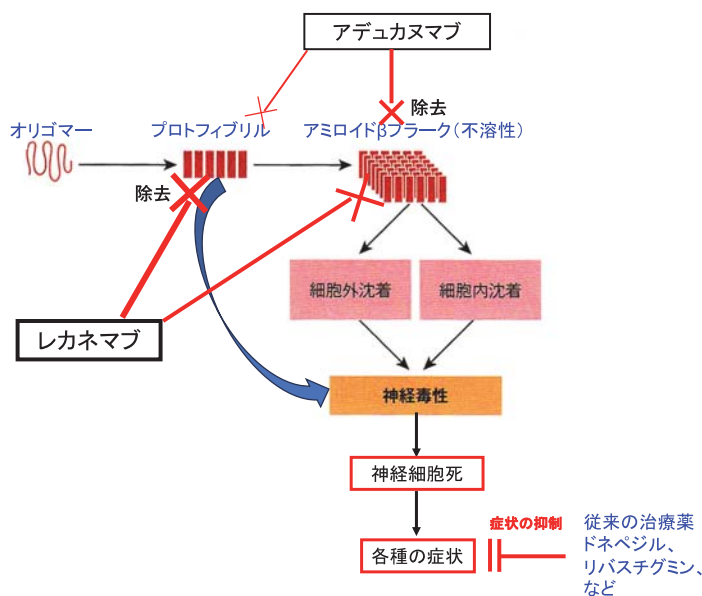 アデュカヌマブ
除去
オリゴマー
プロトフィブリル
アミロイドβフラーク(不溶性)
除去
細胞外沈着
細胞内沈着
レカネマブ
神経毒性
神経細胞死
症状の抑制
各種の症状
従来の治療薬
ドネペジル、
リバスチグミン、
など